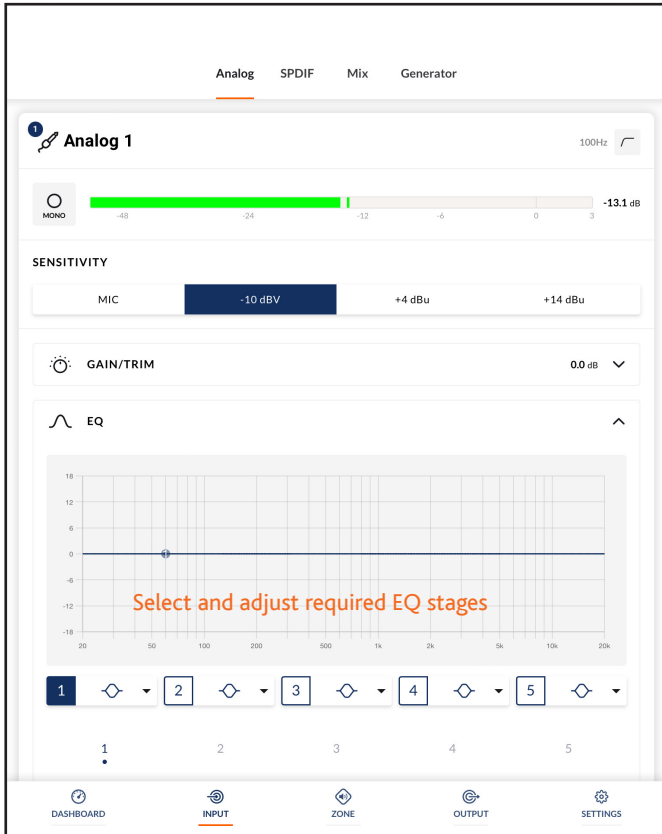 Analog SPDIF Mix Generator
1
Analog 1
100Hz
MONO
-48 -24 -12 -6 0 3
-13.1 dB
SENSITIVITY
MIC -10 dBV +4 dBu +14 dBu
GAIN/TRIM 0.0 dB
EQ
18
12
6
0
1
-6
-12
-18
Select and adjust required EQ stages
20 50 100 200 500 1k 2k 5k 10k 20k
1 2 3 4 5
1 2 3 4 5
DASHBOARD INPUT ZONE OUTPUT SETTINGS